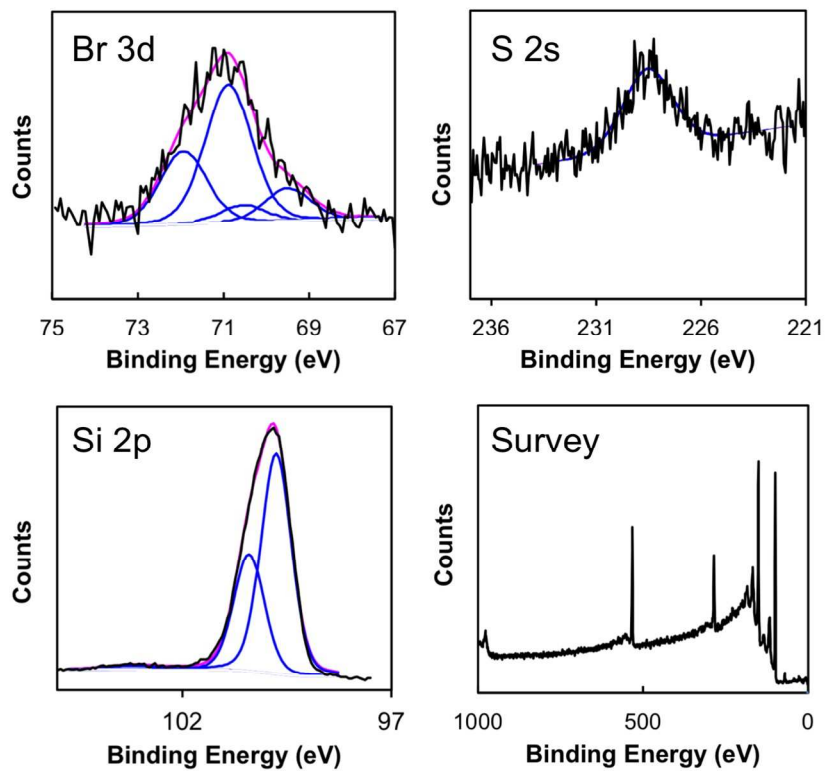 Br 3d
Counts
75 73 71 69 67
Binding Energy (eV)
S 2s
Counts
236 231 226 221
Binding Energy (eV)
Si 2p
Counts
102 97
Binding Energy (eV)
Survey
Counts
1000 500 0
Binding Energy (eV)